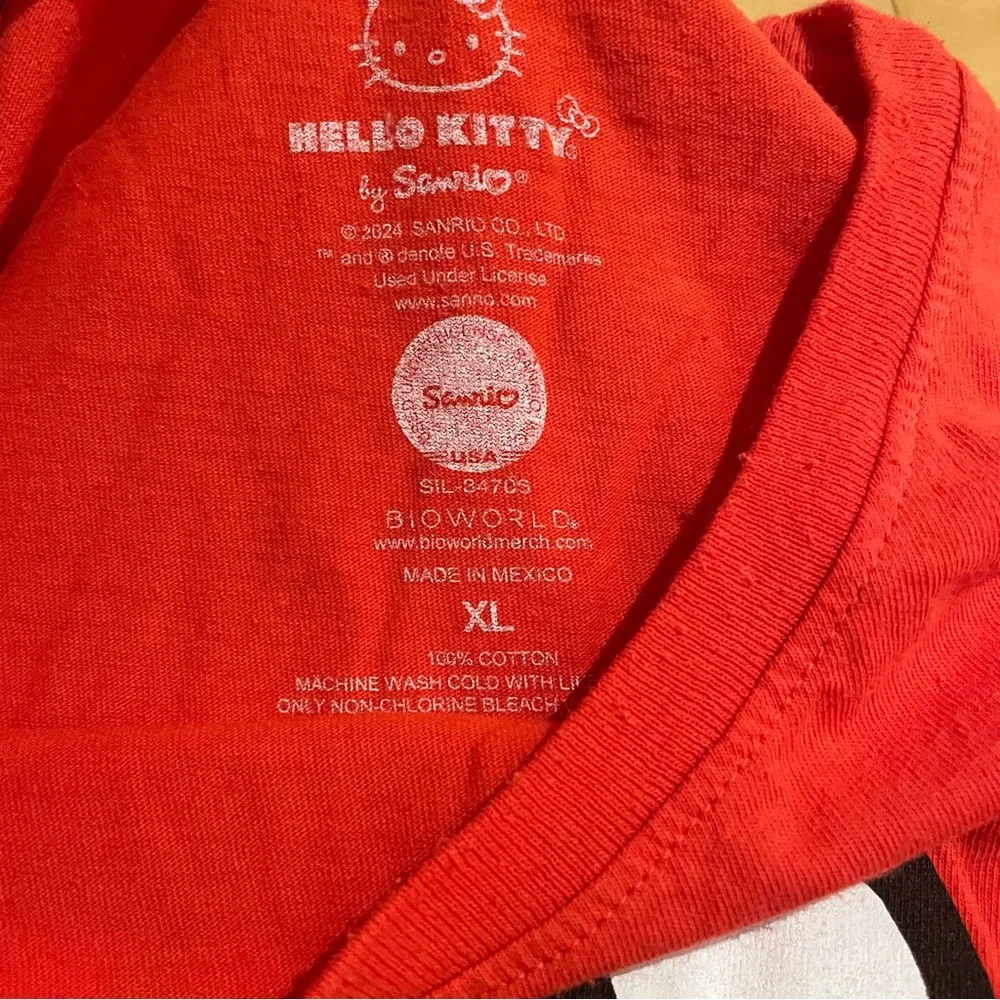 HELLO KITTY®
by Sanrio®
© 2024 SANRIO CO., LTD
™ and ® denote U.S. Trademarks
Used Under License
www.sanrio.com
Sanrio
USA
SIL-3470S
BIOWORLD®
www.bioworldmerch.com
MADE IN MEXICO
XL
100% COTTON
MACHINE WASH COLD WITH LI
ONLY NON-CHLORINE BLEACH